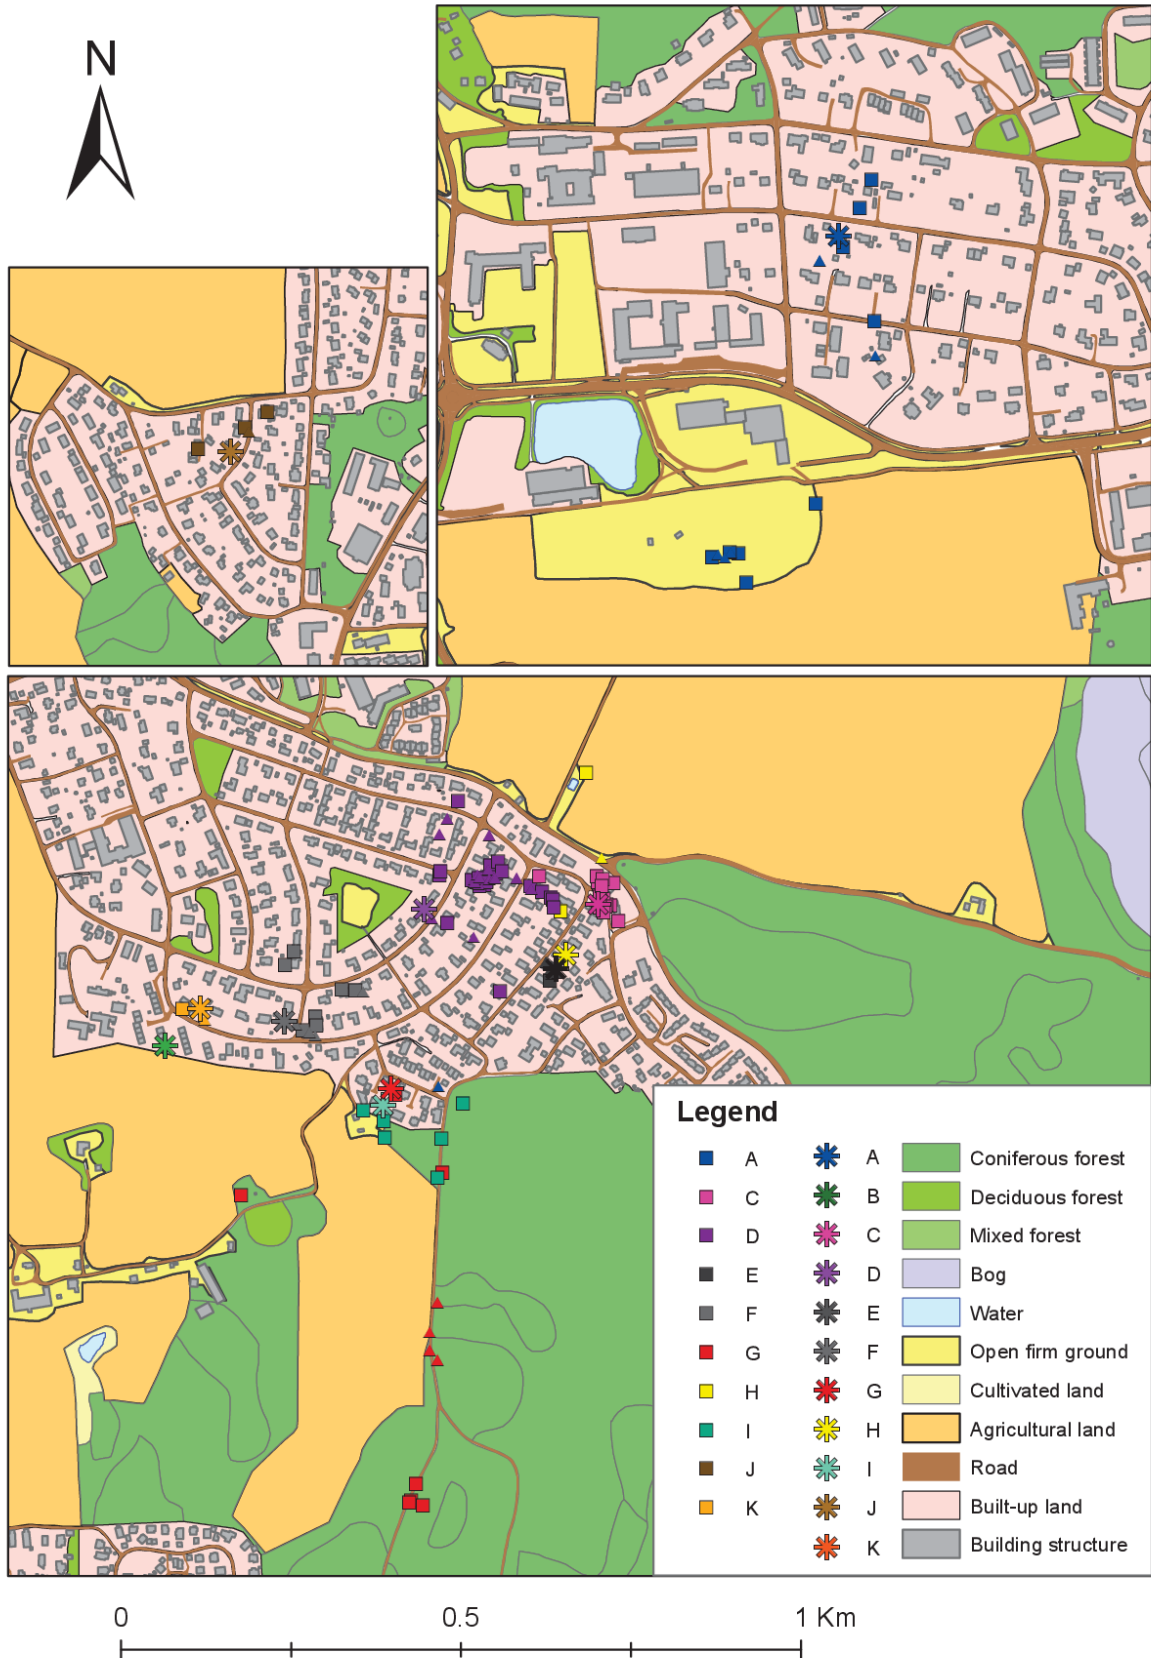 N
Legend
A A Coniferous forest
B Deciduous forest
C C Mixed forest
D D Bog
E E Water
F F Open firm ground
G G Cultivated land
H H Agricultural land
I I Road
J J Built-up land
K K Building structure
0 0.5 1 Km